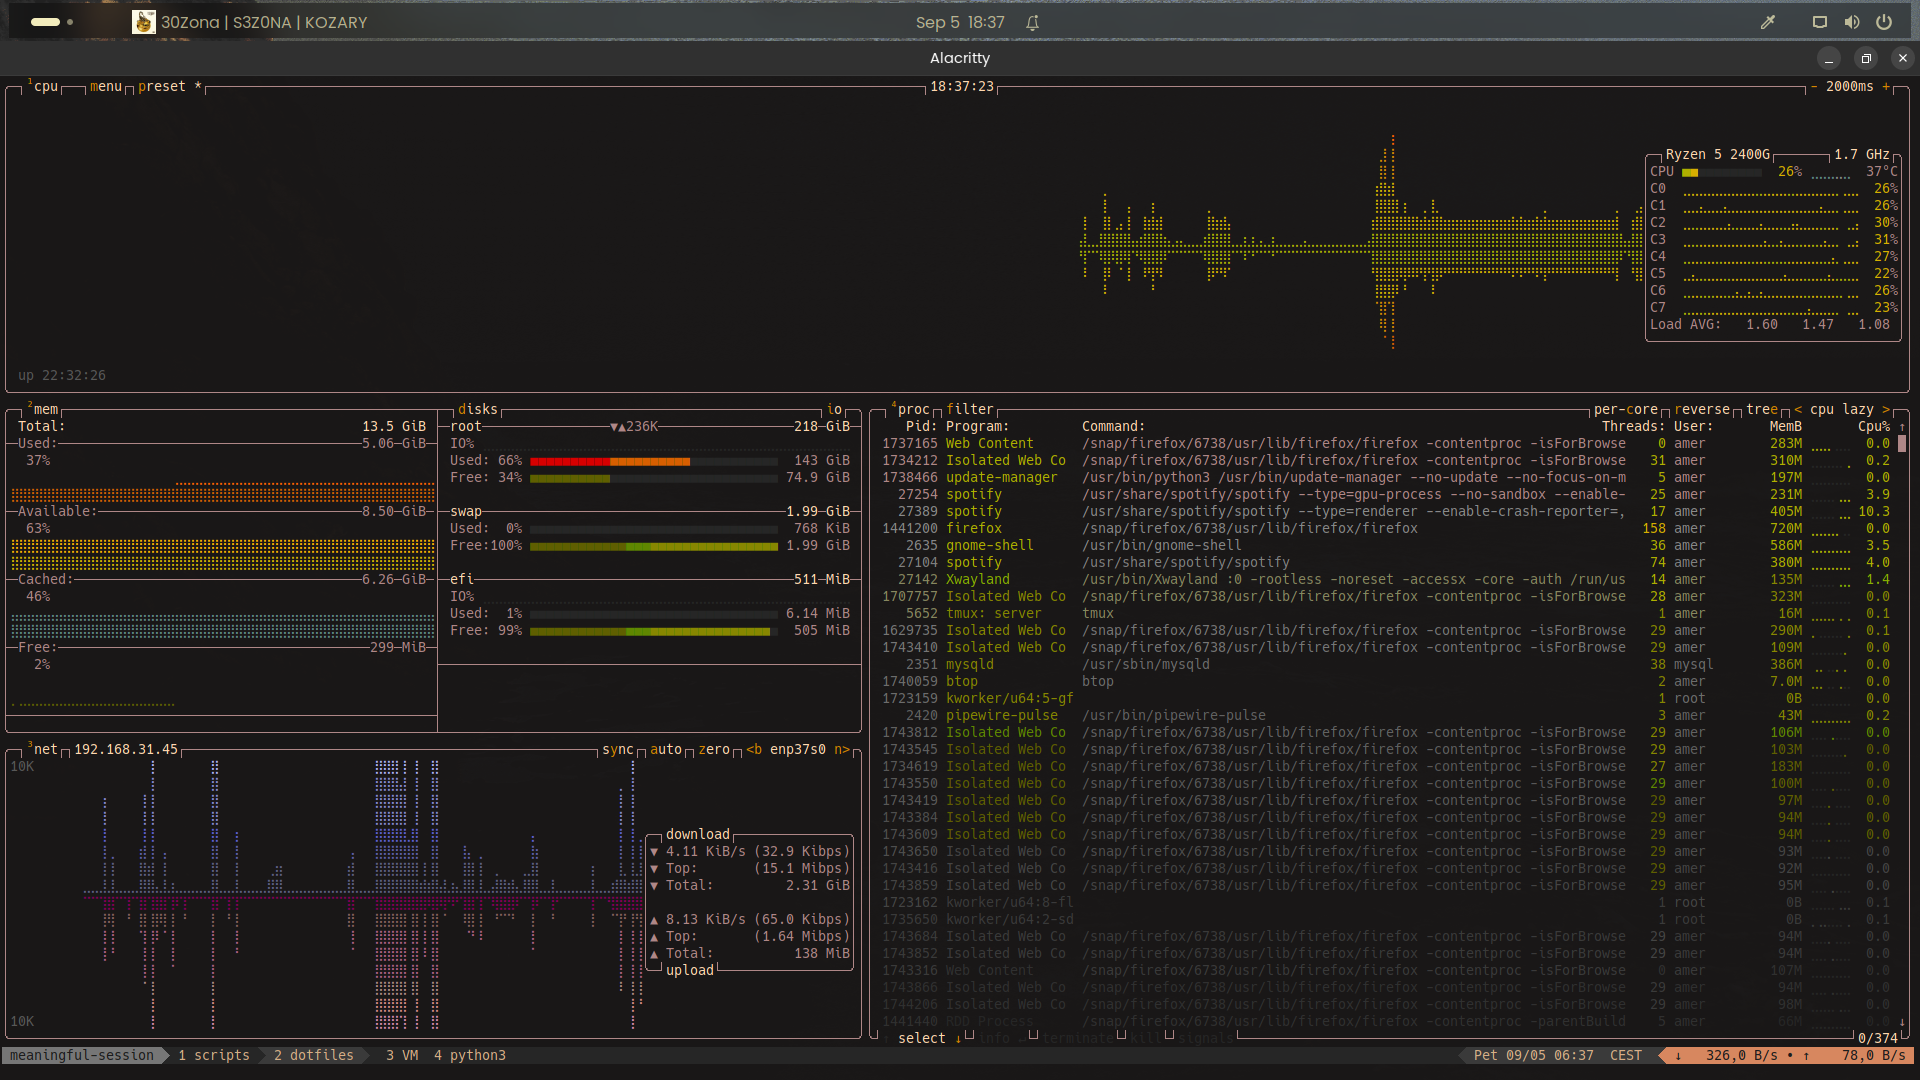 30Zona | S3Z0NA | KOZARY
Sep 5 18:37
Alacritty
1cpu menu preset * 18:37:23 - 2000ms +
Ryzen 5 2400G 1.7 GHz
CPU 26% 37°C
C0 26%
C1 26%
C2 30%
C3 31%
C4 27%
C5 22%
C6 26%
C7 23%
Load AVG: 1.60 1.47 1.08
up 22:32:26
2mem
Total: 13.5 GiB
Used: 5.06 GiB
37%
Available: 8.50 GiB
63%
Cached: 6.26 GiB
46%
Free: 299 MiB
2%
disks io
root ▼▲236K 218 GiB
IO%
Used: 66% 143 GiB
Free: 34% 74.9 GiB
swap 1.99 GiB
Used: 0% 768 KiB
Free:100% 1.99 GiB
efi 511 MiB
IO%
Used: 1% 6.14 MiB
Free: 99% 505 MiB
3net 192.168.31.45 sync auto zero <b enp37s0 n>
10K
download
▼ 4.11 KiB/s (32.9 Kibps)
▼ Top: (15.1 Mibps)
▼ Total: 2.31 GiB
▲ 8.13 KiB/s (65.0 Kibps)
▲ Top: (1.64 Mibps)
▲ Total: 138 MiB
upload
10K
4proc filter per-core reverse tree < cpu lazy >
Pid: Program: Command: Threads: User: MemB Cpu% ↑
1737165 Web Content /snap/firefox/6738/usr/lib/firefox/firefox -contentproc -isForBrowse 0 amer 283M 0.0
1734212 Isolated Web Co /snap/firefox/6738/usr/lib/firefox/firefox -contentproc -isForBrowse 31 amer 310M 0.2
1738466 update-manager /usr/bin/python3 /usr/bin/update-manager --no-update --no-focus-on-m 5 amer 197M 0.0
27254 spotify /usr/share/spotify/spotify --type=gpu-process --no-sandbox --enable- 25 amer 231M 3.9
27389 spotify /usr/share/spotify/spotify --type=renderer --enable-crash-reporter=, 17 amer 405M 10.3
1441200 firefox /snap/firefox/6738/usr/lib/firefox/firefox 158 amer 720M 0.0
2635 gnome-shell /usr/bin/gnome-shell 36 amer 586M 3.5
27104 spotify /usr/share/spotify/spotify 74 amer 380M 4.0
27142 Xwayland /usr/bin/Xwayland :0 -rootless -noreset -accessx -core -auth /run/us 14 amer 135M 1.4
1707757 Isolated Web Co /snap/firefox/6738/usr/lib/firefox/firefox -contentproc -isForBrowse 28 amer 323M 0.0
5652 tmux: server tmux 1 amer 16M 0.1
1629735 Isolated Web Co /snap/firefox/6738/usr/lib/firefox/firefox -contentproc -isForBrowse 29 amer 290M 0.1
1743410 Isolated Web Co /snap/firefox/6738/usr/lib/firefox/firefox -contentproc -isForBrowse 29 amer 109M 0.0
2351 mysqld /usr/sbin/mysqld 38 mysql 386M 0.0
1740059 btop btop 2 amer 7.0M 0.0
1723159 kworker/u64:5-gf 1 root 0B 0.0
2420 pipewire-pulse /usr/bin/pipewire-pulse 3 amer 43M 0.2
1743812 Isolated Web Co /snap/firefox/6738/usr/lib/firefox/firefox -contentproc -isForBrowse 29 amer 106M 0.0
1743545 Isolated Web Co /snap/firefox/6738/usr/lib/firefox/firefox -contentproc -isForBrowse 29 amer 103M 0.0
1734619 Isolated Web Co /snap/firefox/6738/usr/lib/firefox/firefox -contentproc -isForBrowse 27 amer 183M 0.0
1743550 Isolated Web Co /snap/firefox/6738/usr/lib/firefox/firefox -contentproc -isForBrowse 29 amer 100M 0.0
1743419 Isolated Web Co /snap/firefox/6738/usr/lib/firefox/firefox -contentproc -isForBrowse 29 amer 97M 0.0
1743384 Isolated Web Co /snap/firefox/6738/usr/lib/firefox/firefox -contentproc -isForBrowse 29 amer 94M 0.0
1743609 Isolated Web Co /snap/firefox/6738/usr/lib/firefox/firefox -contentproc -isForBrowse 29 amer 94M 0.0
1743650 Isolated Web Co /snap/firefox/6738/usr/lib/firefox/firefox -contentproc -isForBrowse 29 amer 93M 0.0
1743416 Isolated Web Co /snap/firefox/6738/usr/lib/firefox/firefox -contentproc -isForBrowse 29 amer 92M 0.0
1743859 Isolated Web Co /snap/firefox/6738/usr/lib/firefox/firefox -contentproc -isForBrowse 29 amer 95M 0.0
1723162 kworker/u64:8-fl 1 root 0B 0.1
1735650 kworker/u64:2-sd 1 root 0B 0.1
1743684 Isolated Web Co /snap/firefox/6738/usr/lib/firefox/firefox -contentproc -isForBrowse 29 amer 94M 0.0
1743852 Isolated Web Co /snap/firefox/6738/usr/lib/firefox/firefox -contentproc -isForBrowse 29 amer 94M 0.0
1743316 Web Content /snap/firefox/6738/usr/lib/firefox/firefox -contentproc -isForBrowse 0 amer 107M 0.0
1743866 Isolated Web Co /snap/firefox/6738/usr/lib/firefox/firefox -contentproc -isForBrowse 29 amer 94M 0.0
1744206 Isolated Web Co /snap/firefox/6738/usr/lib/firefox/firefox -contentproc -isForBrowse 29 amer 98M 0.0
1441440 RDD Process /snap/firefox/6738/usr/lib/firefox/firefox -contentproc -parentBuild 5 amer 66M 0.0 ↓
↑ select ↓ info ↵ terminate kill signals 0/374
meaningful-session 1 scripts 2 dotfiles 3 VM 4 python3 Pet 09/05 06:37 CEST ↓ 326,0 B/s • ↑ 78,0 B/s